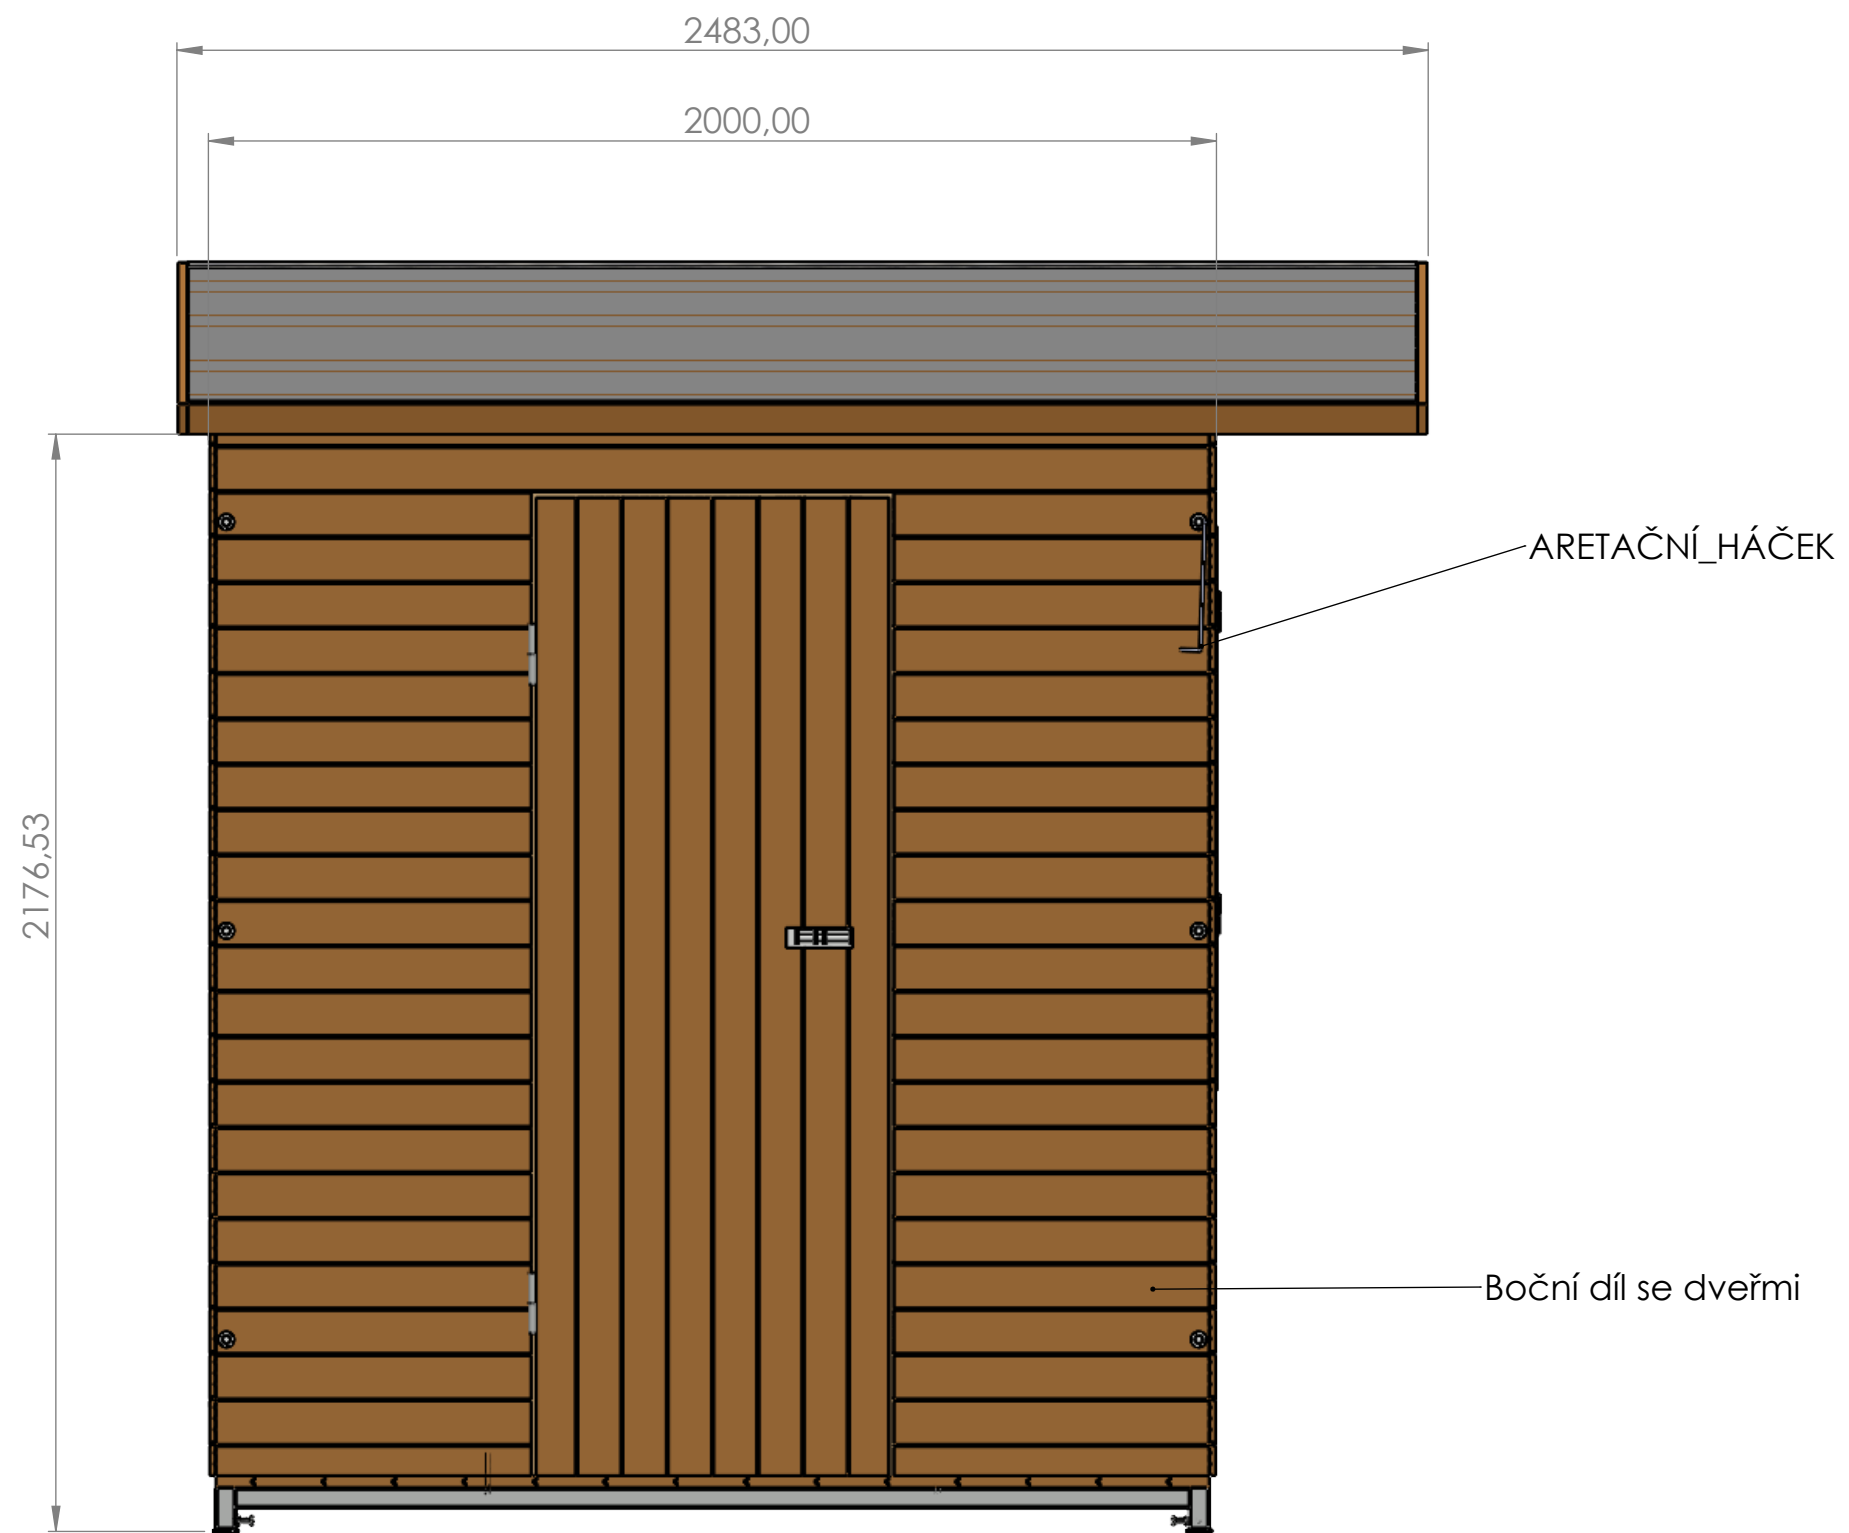 2483,00
2000,00
ARETAČNÍ_HÁČEK
2176,53
Boční díl se dveřmi